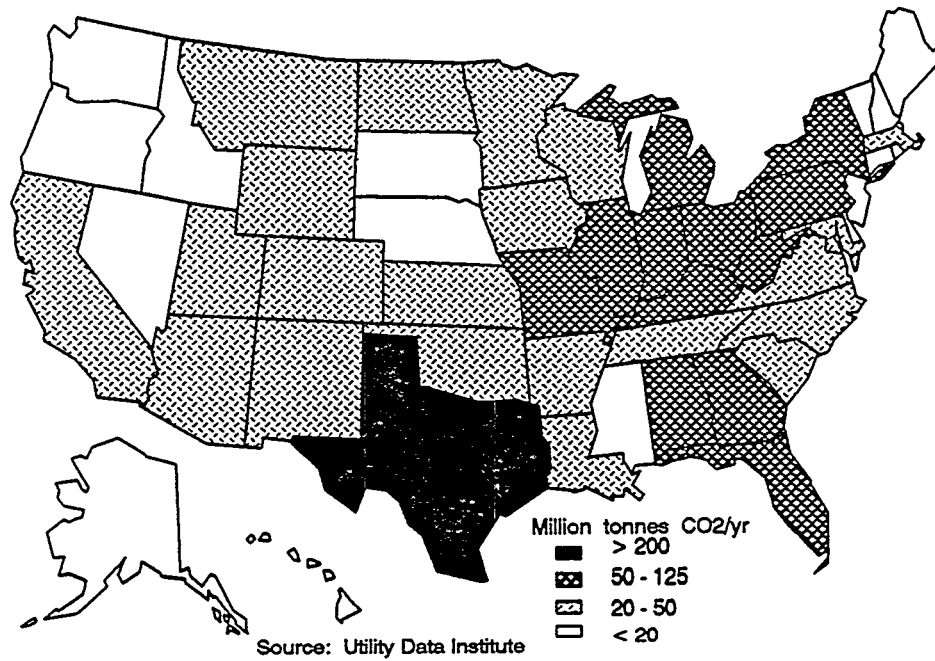 Million tonnes CO2/yr
> 200
50 - 125
20 - 50
< 20
Source: Utility Data Institute